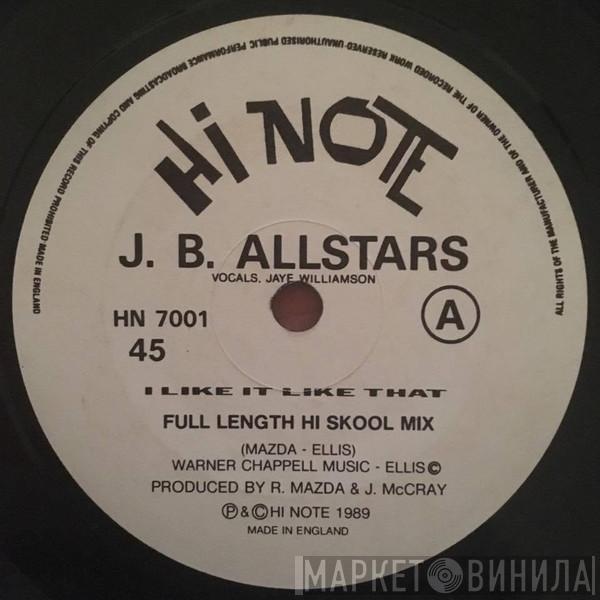 ALL RIGHTS OF THE MANUFACTURER AND OF THE OWNER OF THE RECORDED WORK RESERVED·UNAUTHORISED PUBLIC PERFORMANCE BROADCASTING AND COPYING OF THIS RECORD PROHIBITED·MADE IN ENGLAND
Hi NOTE
J. B. ALLSTARS
VOCALS. JAYE WILLIAMSON
HN 7001
A
45
I LIKE IT LIKE THAT
FULL LENGTH HI SKOOL MIX
(MAZDA - ELLIS)
WARNER CHAPPELL MUSIC - ELLIS ©
PRODUCED BY R. MAZDA & J. McCRAY
℗ & © HI NOTE 1989
MADE IN ENGLAND
МАРКЕТ ВИНИЛА